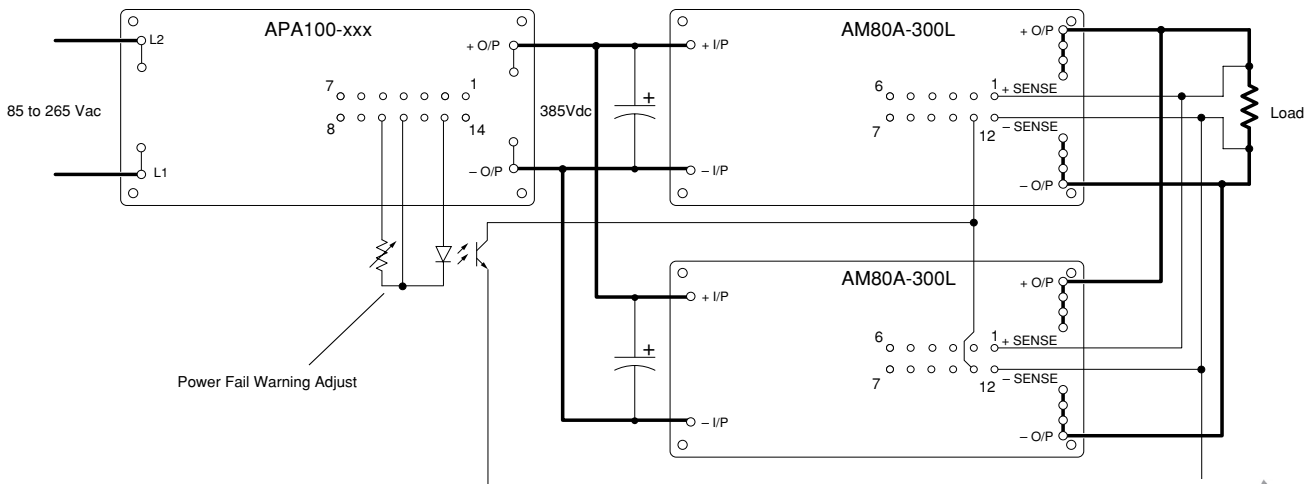 APA100-xxx
AM80A-300L
L2
+ O/P
+ I/P
+ O/P
7 1
6 1 + SENSE
85 to 265 Vac
385Vdc
+
Load
8 14
7 12 – SENSE
L1
– O/P
– I/P
– O/P
AM80A-300L
+ I/P
+ O/P
6 1 + SENSE
+
7 12 – SENSE
Power Fail Warning Adjust
– I/P
– O/P